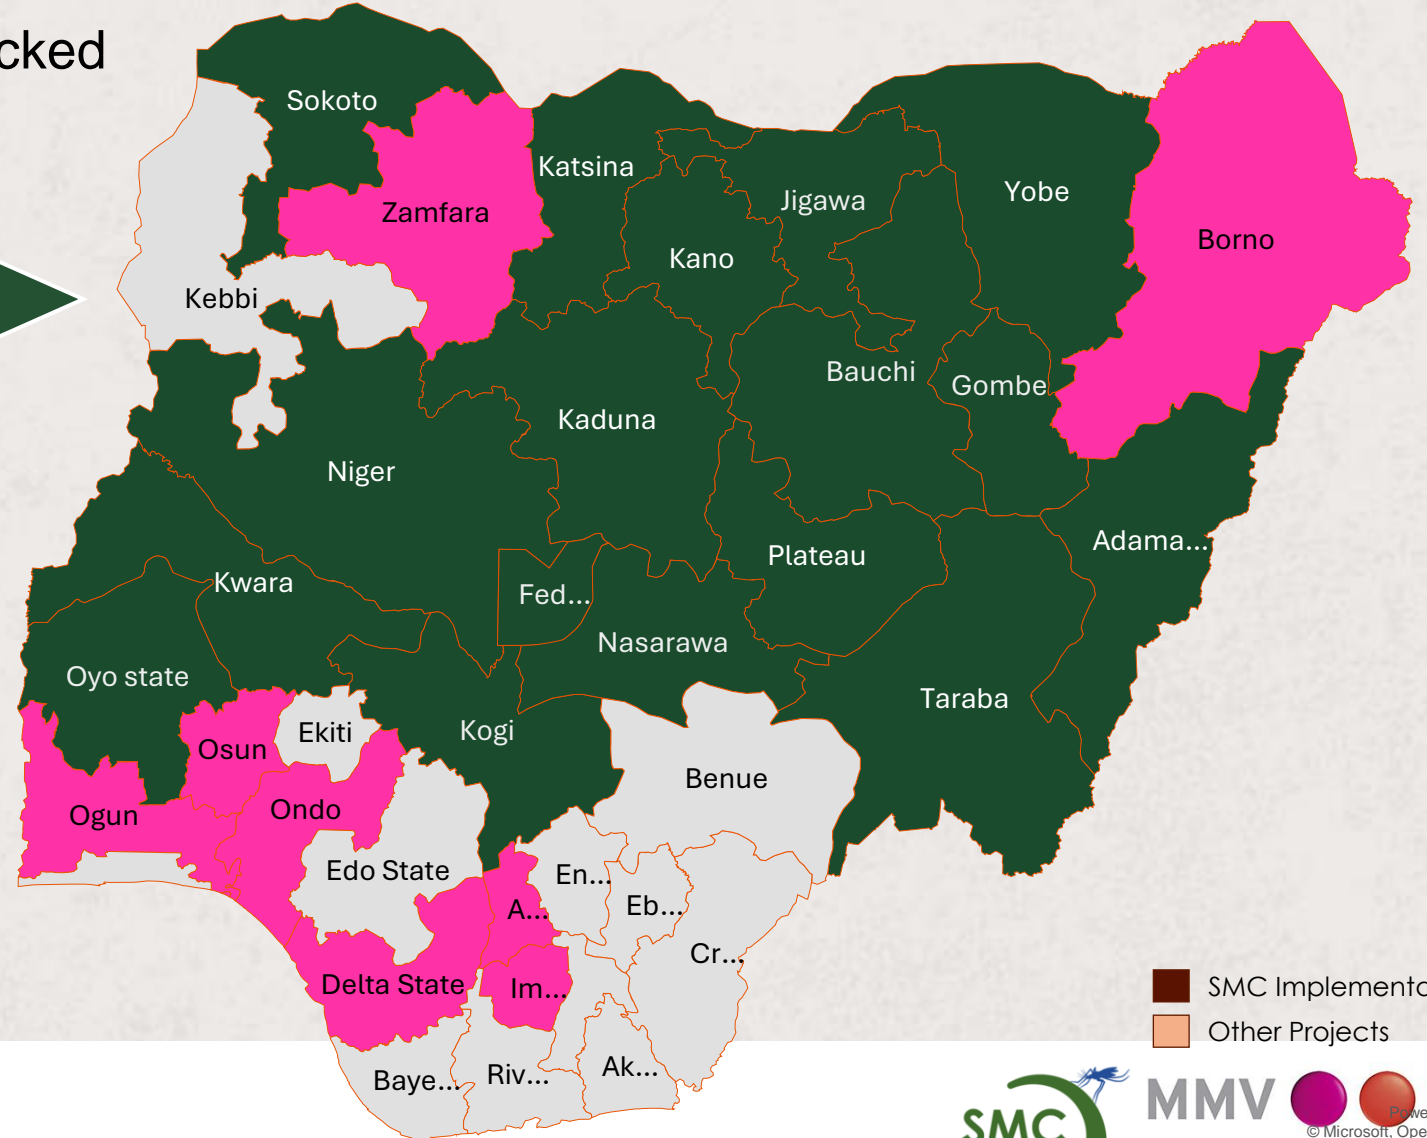 cked
Sokoto
Katsina
Jigawa
Yobe
Zamfara
Borno
Kano
Kebbi
Bauchi
Gombe
Kaduna
Niger
Adama...
Plateau
Kwara
Fed...
Nasarawa
Oyo state
Taraba
Kogi
Ekiti
Osun
Benue
Ogun
Ondo
Edo State
En...
Eb...
A...
Cr...
Delta State
Im...
SMC Implementa
Other Projects
Baye...
Riv...
Ak...
SMC
MMV
Powe
© Microsoft, Ope